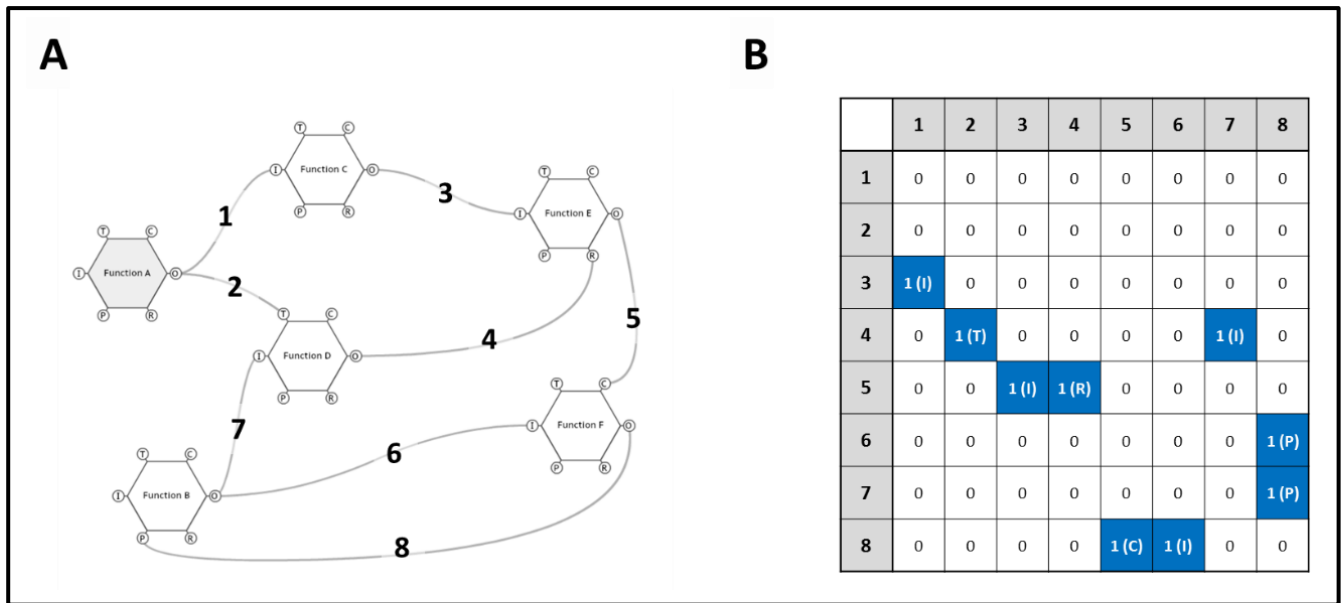 A
B
T C
I Function C O
P R
3
T C
I Function E O
P R
1
T C
I Function A O
P R
2
T C
I Function D O
P R
4
5
7
6
T C
I Function F O
P R
T C
I Function B O
P R
8
1 2 3 4 5 6 7 8
1 0 0 0 0 0 0 0 0
2 0 0 0 0 0 0 0 0
3 1 (I) 0 0 0 0 0 0 0
4 0 1 (T) 0 0 0 0 1 (I) 0
5 0 0 1 (I) 1 (R) 0 0 0 0
6 0 0 0 0 0 0 0 1 (P)
7 0 0 0 0 0 0 0 1 (P)
8 0 0 0 0 1 (C) 1 (I) 0 0